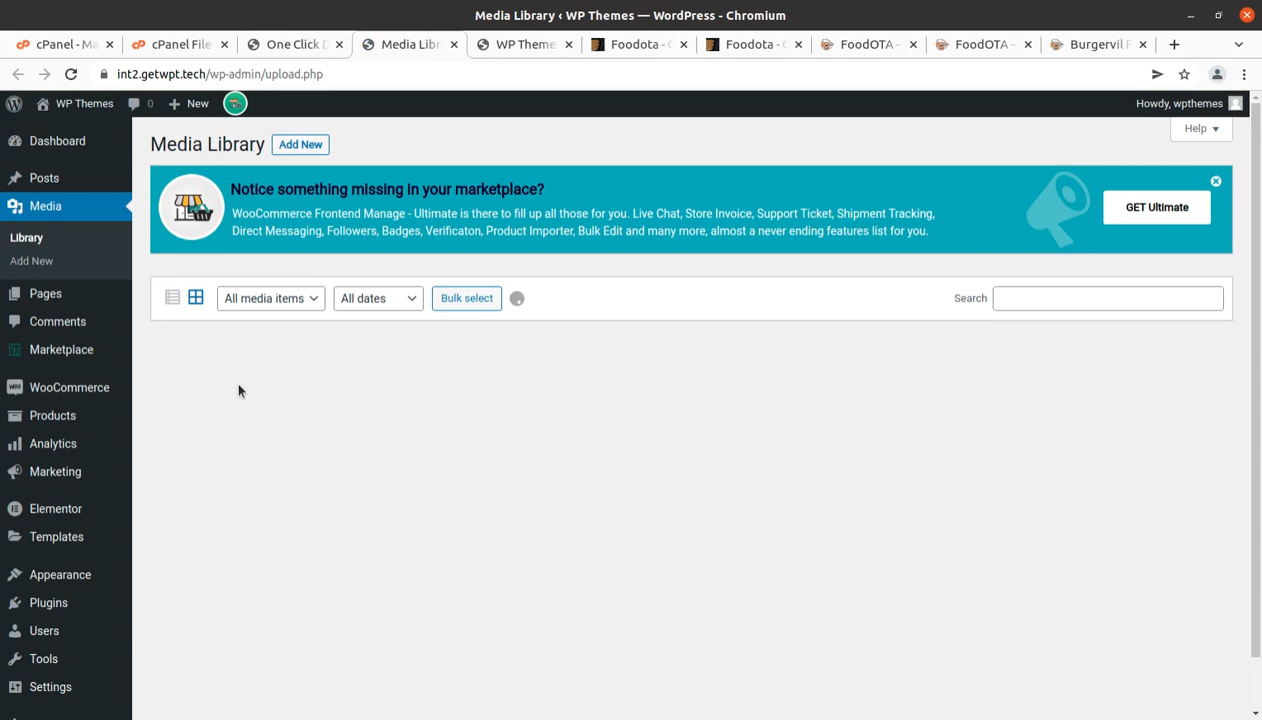 Media Library ‹ WP Themes — WordPress - Chromium
cPanel - Ma
cPanel File
One Click D
Media Libr
WP Theme
Foodota - C
Foodota - C
FoodOTA -
FoodOTA -
Burgervil F
int2.getwpt.tech/wp-admin/upload.php
WP Themes
0
New
Howdy, wpthemes
Help
Dashboard
Posts
Media
Library
Add New
Pages
Comments
Marketplace
WooCommerce
Products
Analytics
Marketing
Elementor
Templates
Appearance
Plugins
Users
Tools
Settings
Media Library
Add New
Notice something missing in your marketplace?
WooCommerce Frontend Manage - Ultimate is there to fill up all those for you. Live Chat, Store Invoice, Support Ticket, Shipment Tracking,
Direct Messaging, Followers, Badges, Verificaton, Product Importer, Bulk Edit and many more, almost a never ending features list for you.
GET Ultimate
All media items
All dates
Bulk select
Search